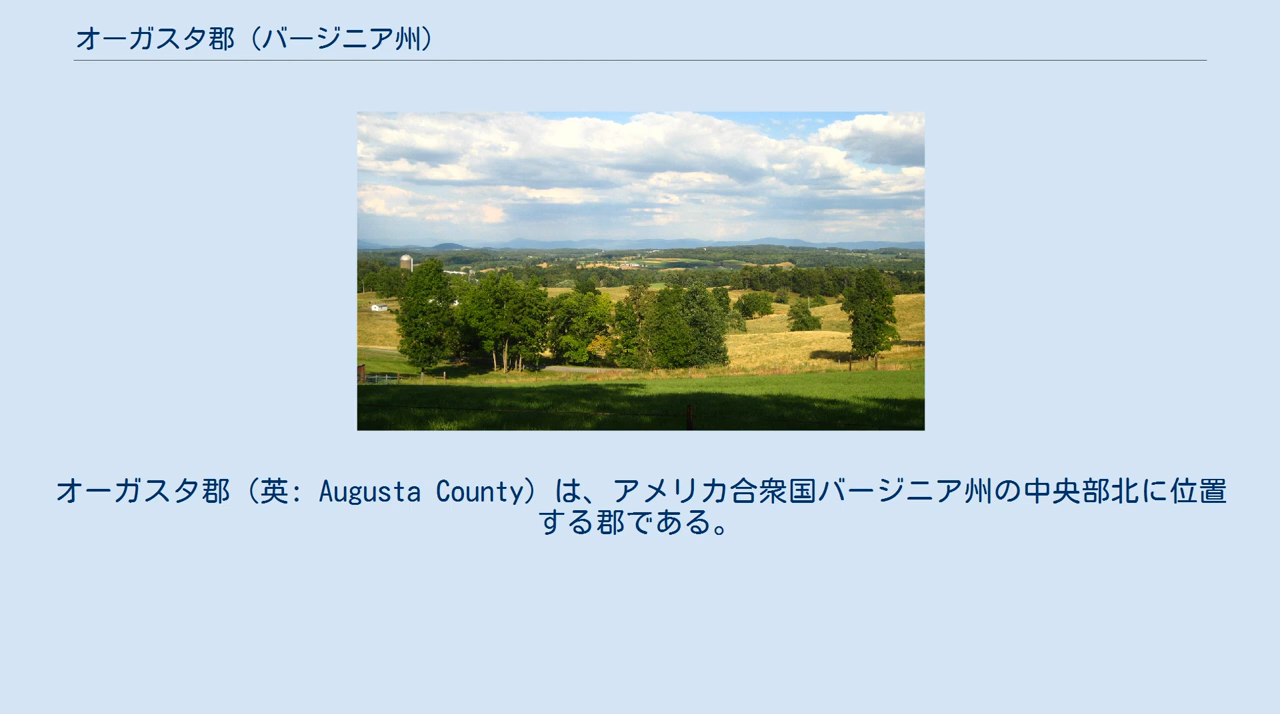 オーガスタ郡（バージニア州）
オーガスタ郡（英: Augusta County）は、アメリカ合衆国バージニア州の中央部北に位置
する郡である。